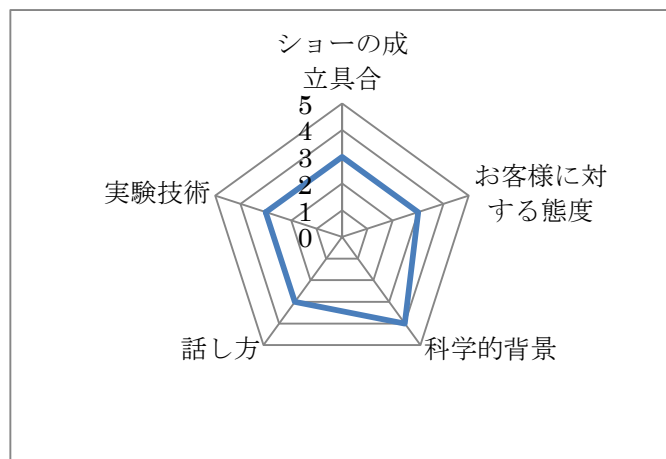 ショーの成
立具合
5
4
3
2
1
0
お客様に対
する態度
実験技術
話し方
科学的背景